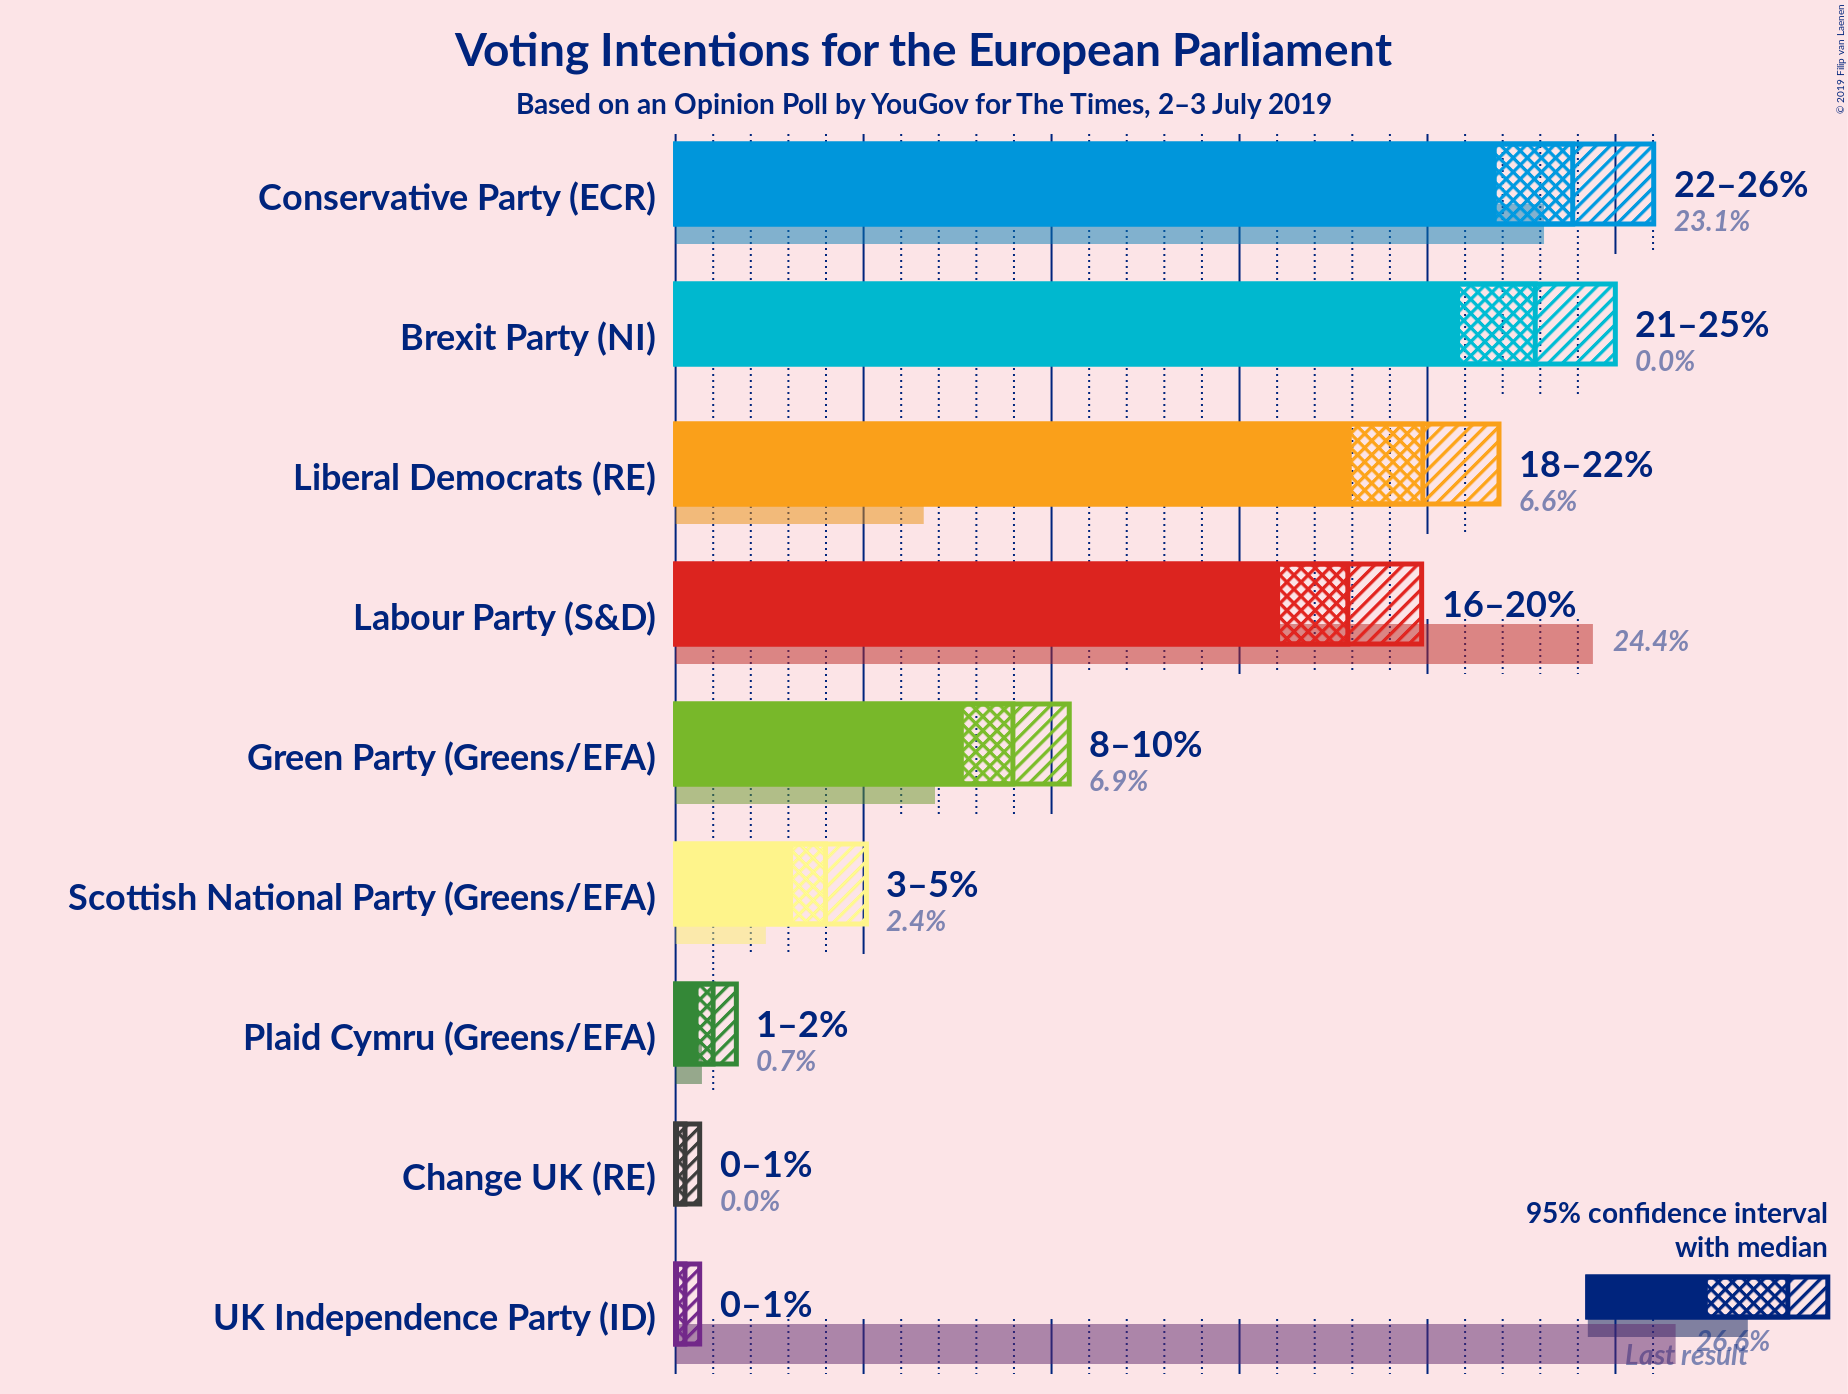 Voting Intentions for the European Parliament
Based on an Opinion Poll by YouGov for The Times, 2–3 July 2019
© 2019 Filip van Laenen
Conservative Party (ECR)
22–26%
23.1%
Brexit Party (NI)
21–25%
0.0%
Liberal Democrats (RE)
18–22%
6.6%
Labour Party (S&D)
16–20%
24.4%
Green Party (Greens/EFA)
8–10%
6.9%
Scottish National Party (Greens/EFA)
3–5%
2.4%
Plaid Cymru (Greens/EFA)
1–2%
0.7%
Change UK (RE)
0–1%
0.0%
UK Independence Party (ID)
0–1%
26.6%
95% confidence interval
with median
Last result